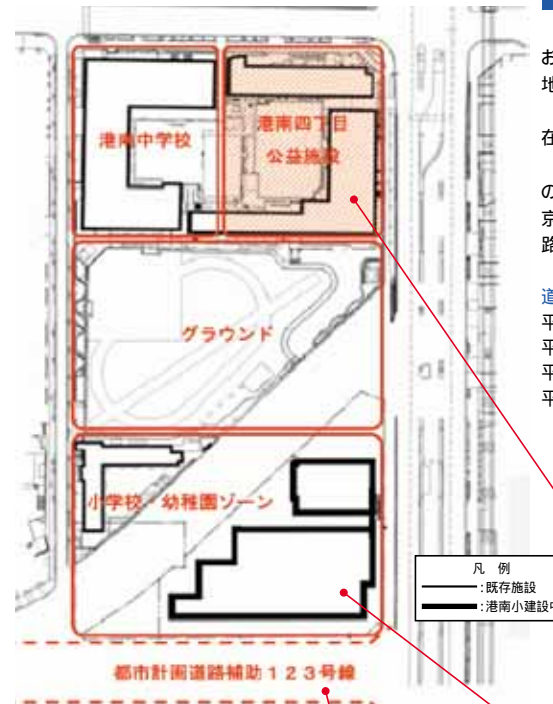 港南中学校
港南四丁目
公益施設
グラウンド
小学校・幼稚園ゾーン
都市計画道路補助123号線
凡 例
:既存施設
:港南小建設中
お
地
在
の
京
路
道
平
平
平
平